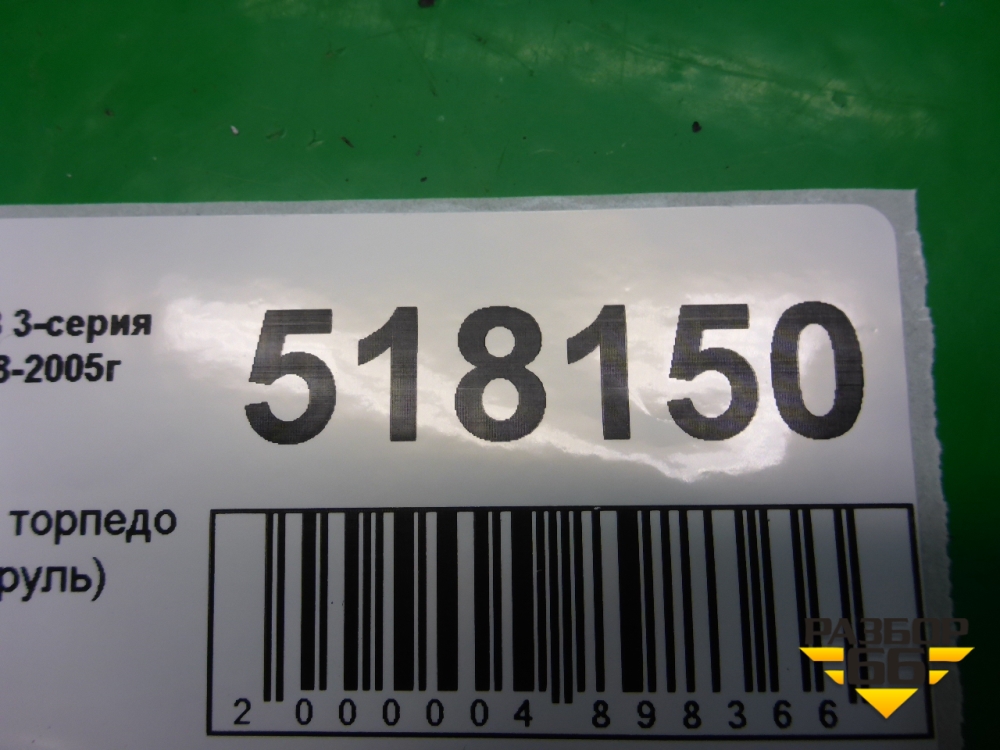 3-серия
518150
-2005г
торпедо
руль)
2 000004 898366
РАЗБОР
66